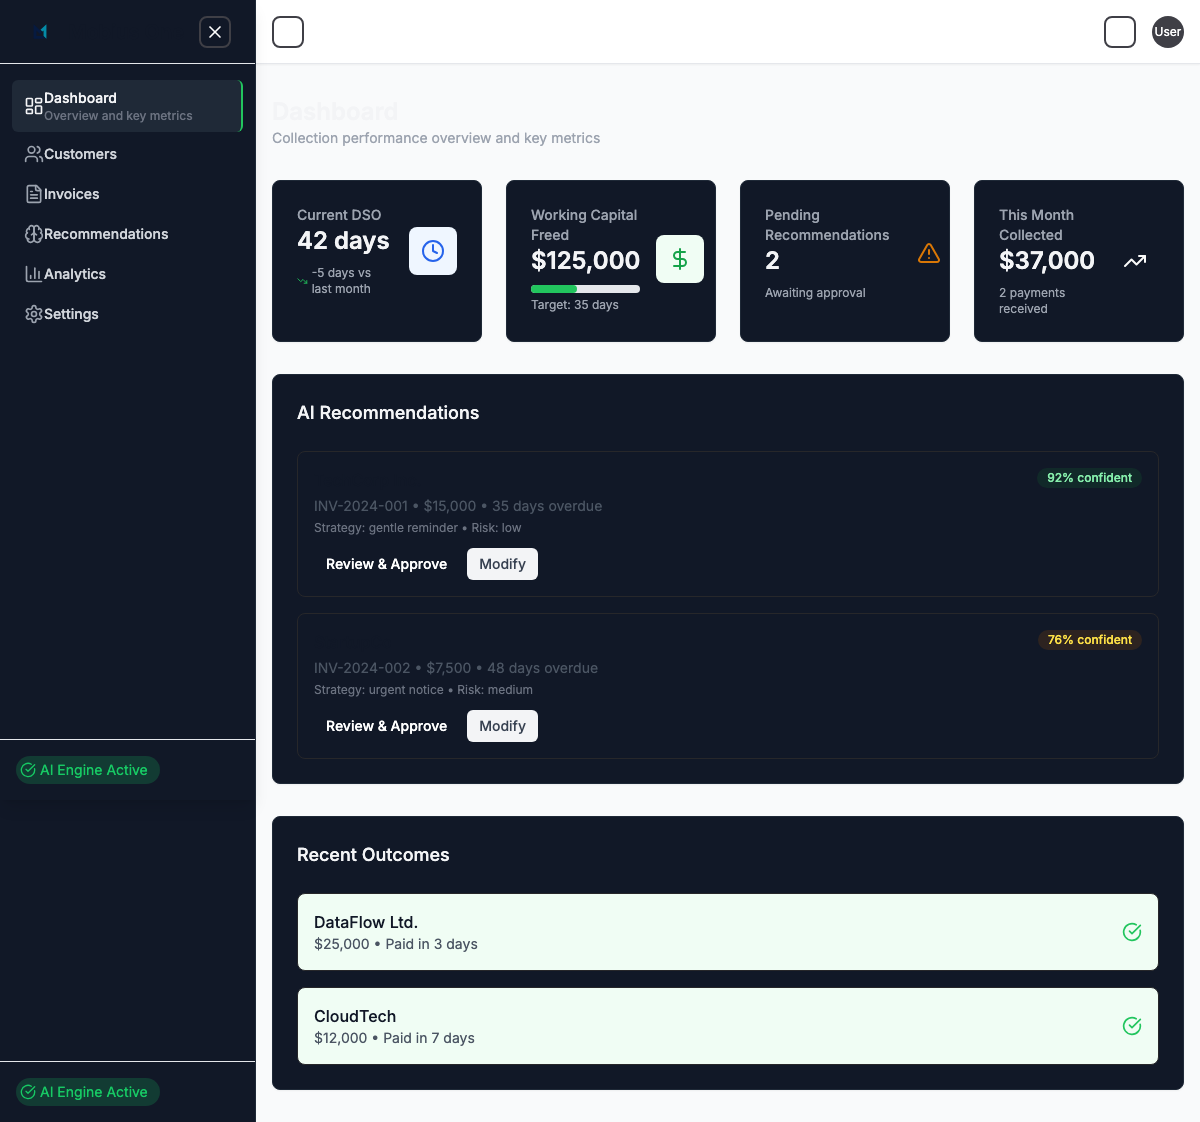 User
Dashboard
Overview and key metrics
Customers
Invoices
Recommendations
Analytics
Settings
AI Engine Active
AI Engine Active
Dashboard
Collection performance overview and key metrics
Current DSO
42 days
-5 days vs
last month
Working Capital
Freed
$125,000
Target: 35 days
Pending
Recommendations
2
Awaiting approval
This Month
Collected
$37,000
2 payments
received
AI Recommendations
92% confident
INV-2024-001 • $15,000 • 35 days overdue
Strategy: gentle reminder • Risk: low
Review & Approve
Modify
76% confident
INV-2024-002 • $7,500 • 48 days overdue
Strategy: urgent notice • Risk: medium
Review & Approve
Modify
Recent Outcomes
DataFlow Ltd.
$25,000 • Paid in 3 days
CloudTech
$12,000 • Paid in 7 days